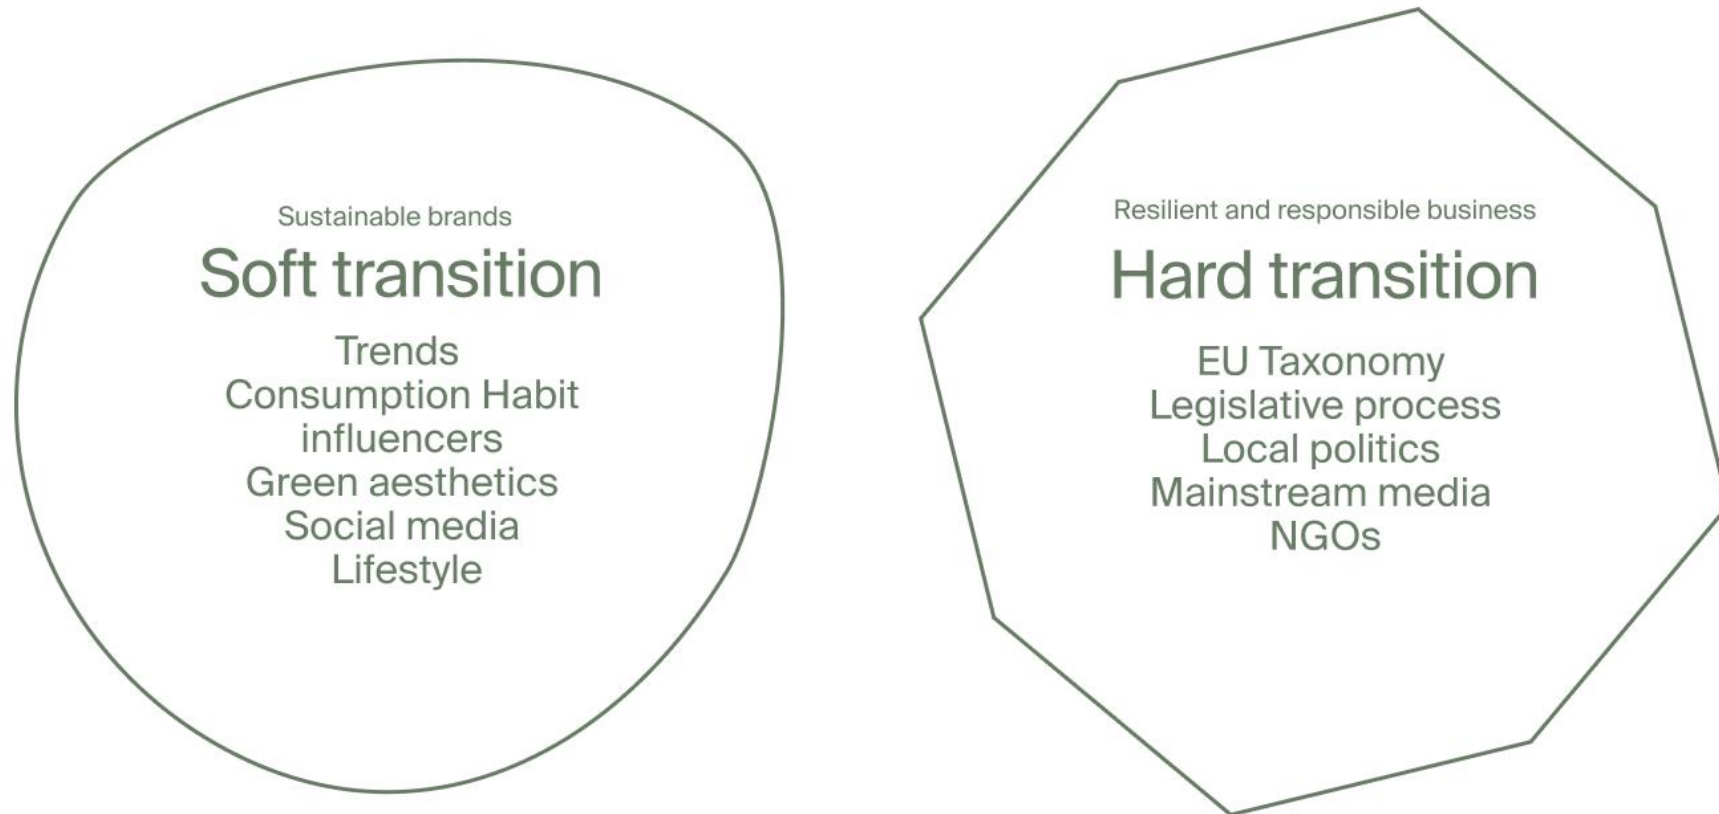 Sustainable brands
Soft transition
Trends
Consumption Habit
influencers
Green aesthetics
Social media
Lifestyle
Resilient and responsible business
Hard transition
EU Taxonomy
Legislative process
Local politics
Mainstream media
NGOs